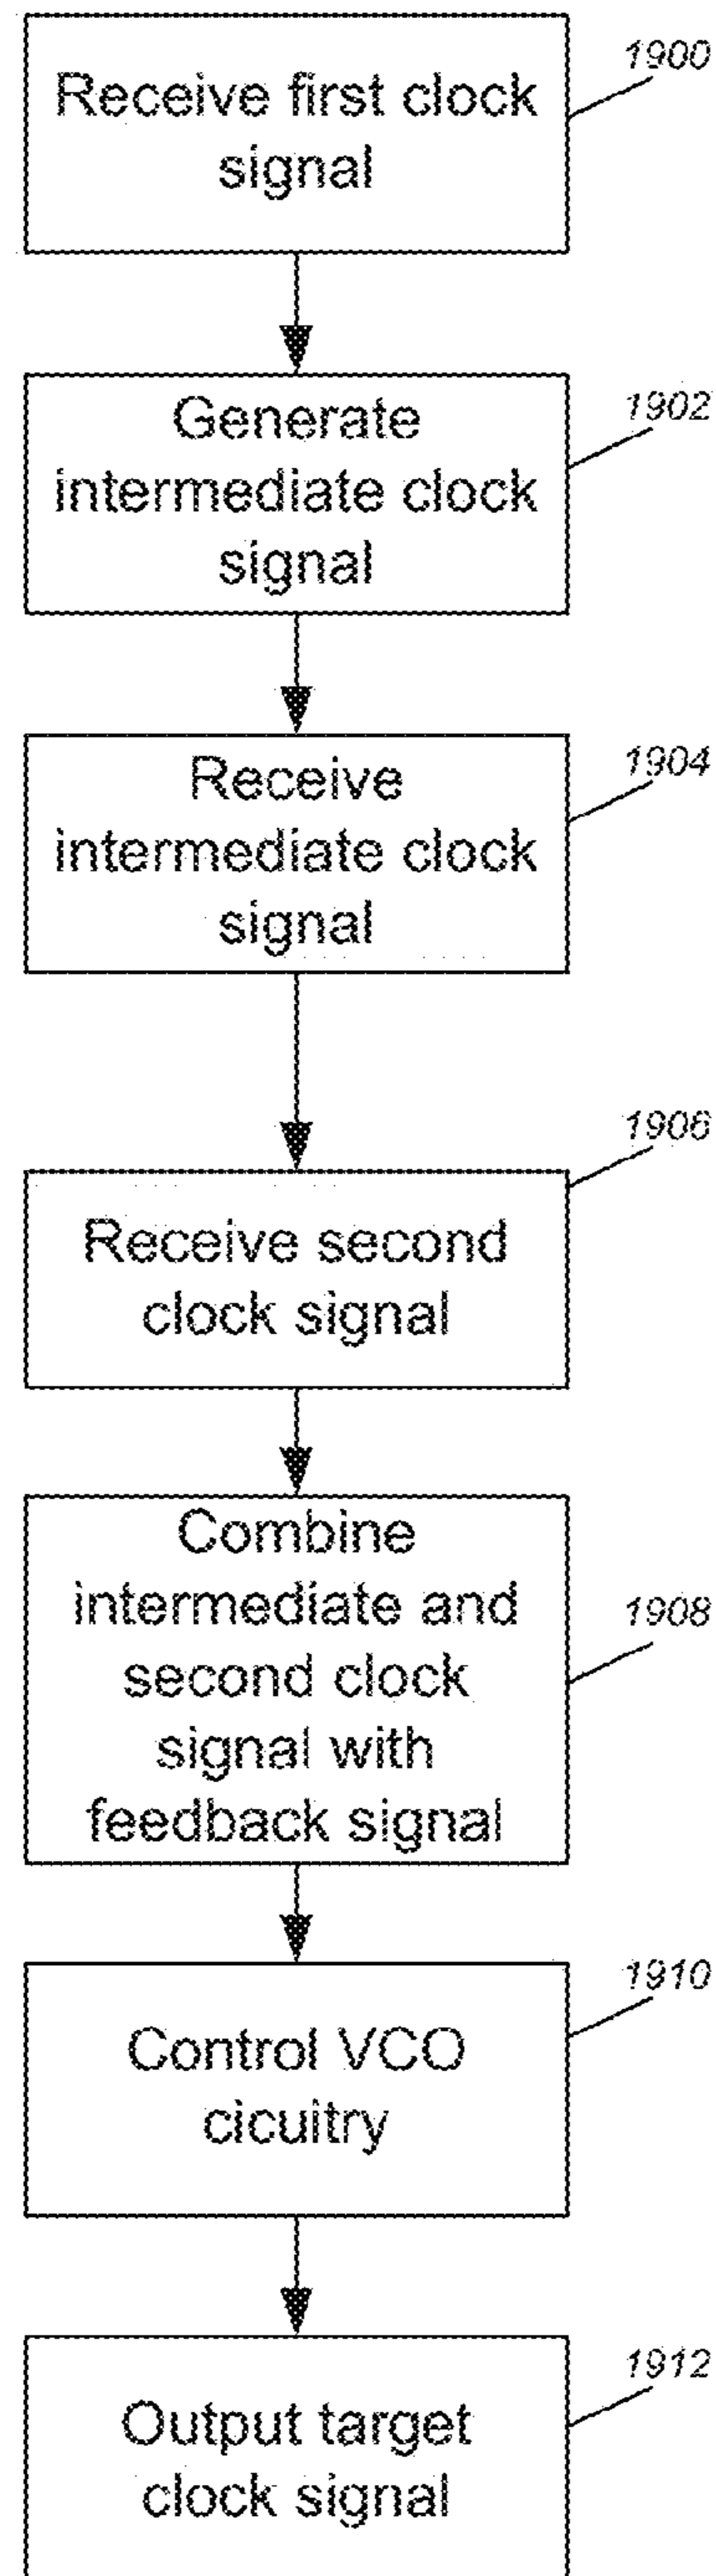 Receive first clock
signal
1900
Generate
intermediate clock
signal
1902
Receive
intermediate clock
signal
1904
Receive second
clock signal
1906
Combine
intermediate and
second clock
signal with
feedback signal
1908
Control VCO
cicuitry
1910
Output target
clock signal
1912